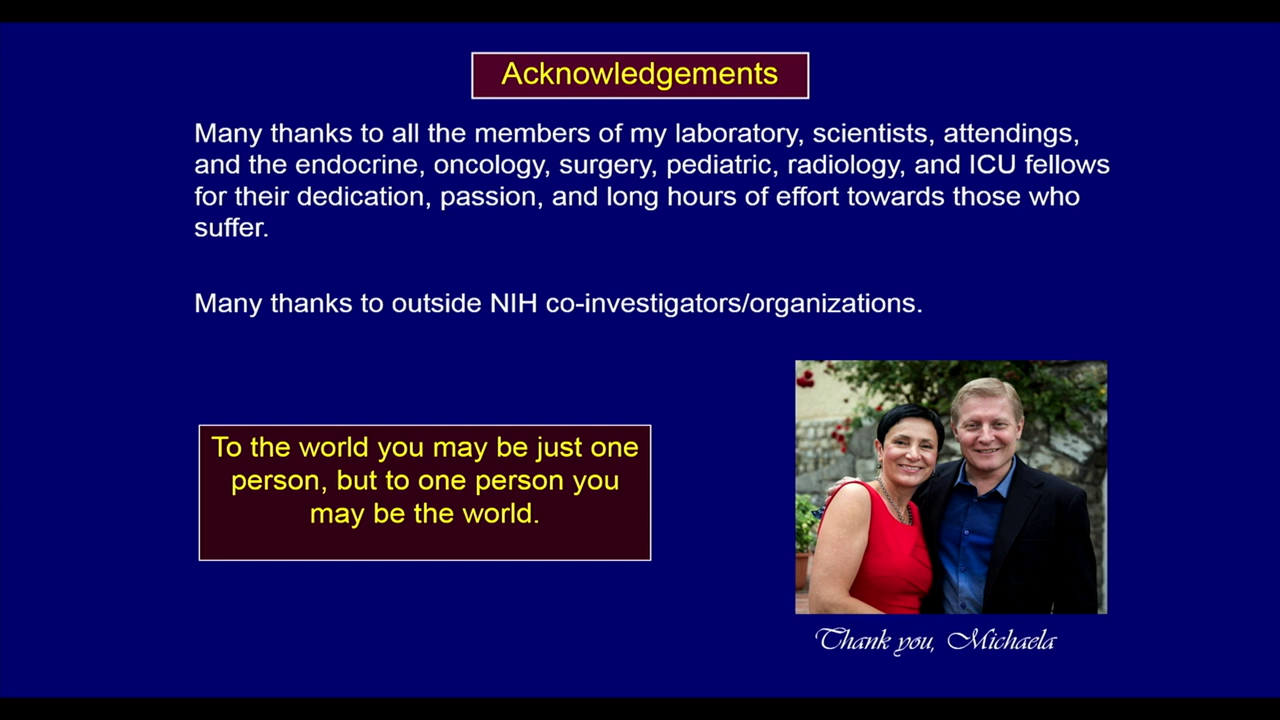 Acknowledgements
Many thanks to all the members of my laboratory, scientists, attendings,
and the endocrine, oncology, surgery, pediatric, radiology, and ICU fellows
for their dedication, passion, and long hours of effort towards those who
suffer.
Many thanks to outside NIH co-investigators/organizations.
To the world you may be just one
person, but to one person you
may be the world.
Thank you, Michaela